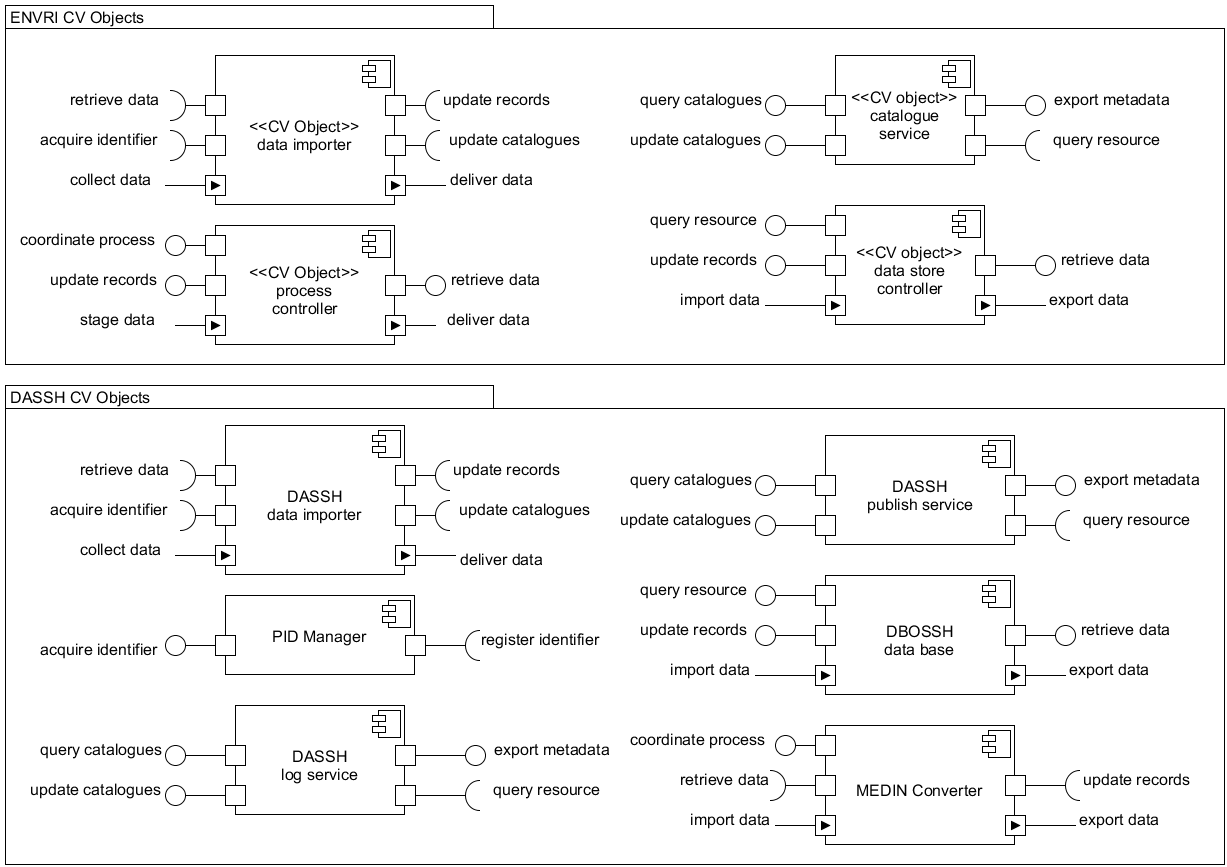 ENVRI CV Objects
retrieve data
acquire identifier
collect data
<<CV Object>>
data importer
update records
update catalogues
deliver data
coordinate process
update records
stage data
<<CV Object>>
process
controller
retrieve data
deliver data
query catalogues
update catalogues
<<CV object>>
catalogue
service
export metadata
query resource
query resource
update records
import data
<<CV object>>
data store
controller
retrieve data
export data
DASSH CV Objects
retrieve data
acquire identifier
collect data
DASSH
data importer
update records
update catalogues
deliver data
acquire identifier
PID Manager
register identifier
query catalogues
update catalogues
DASSH
log service
export metadata
query resource
query catalogues
update catalogues
DASSH
publish service
export metadata
query resource
query resource
update records
import data
DBOSSH
data base
retrieve data
export data
coordinate process
retrieve data
import data
MEDIN Converter
update records
export data